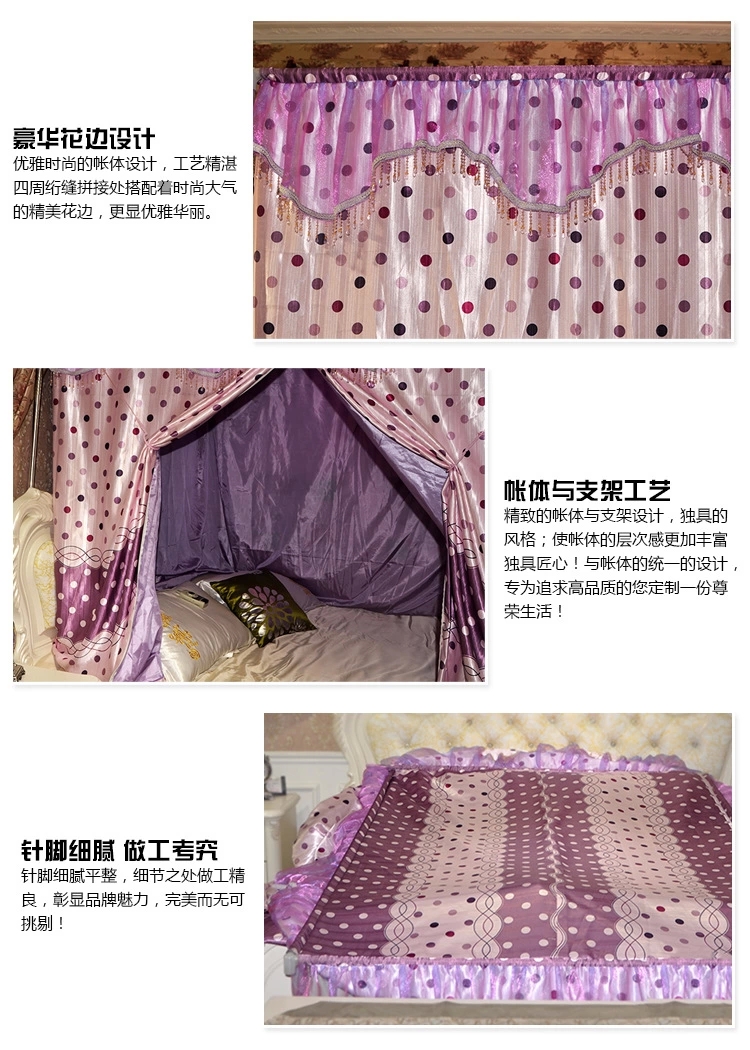 豪华花边设计
优雅时尚的帐体设计，工艺精湛
四周绗缝拼接处搭配着时尚大气
的精美花边，更显优雅华丽。
帐体与支架工艺
精致的帐体与支架设计，独具的
风格；使帐体的层次感更加丰富
独具匠心！与帐体的统一的设计，
专为追求高品质的您定制一份尊
荣生活！
针脚细腻 做工考究
针脚细腻平整，细节之处做工精
良，彰显品牌魅力，完美而无可
挑剔！